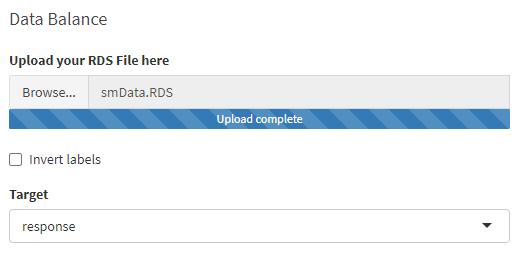 Data Balance
Upload your RDS File here
Browse... smData.RDS
Upload complete
Invert labels
Target
response